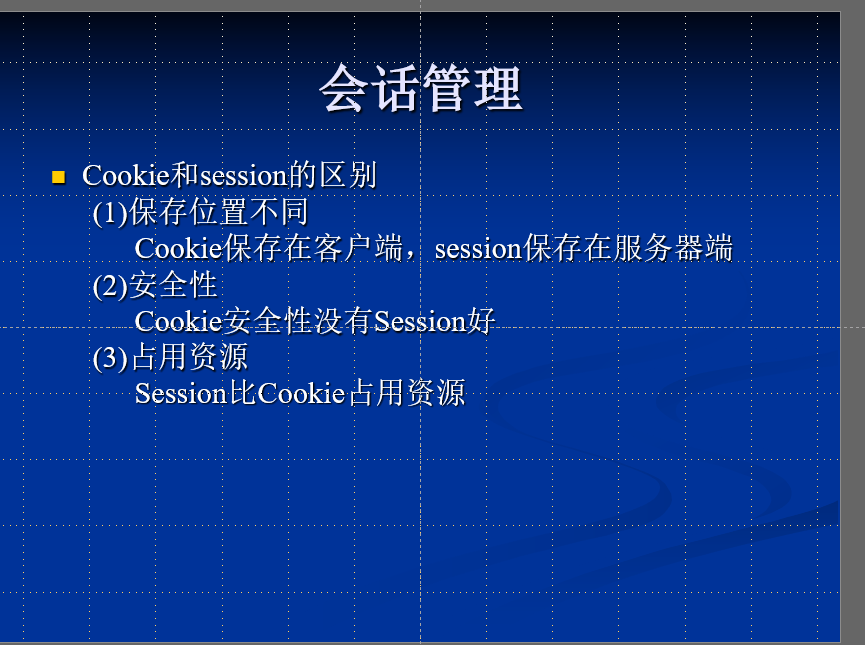 会话管理
Cookie和session的区别
(1)保存位置不同
Cookie保存在客户端，session保存在服务器端
(2)安全性
Cookie安全性没有Session好
(3)占用资源
Session比Cookie占用资源